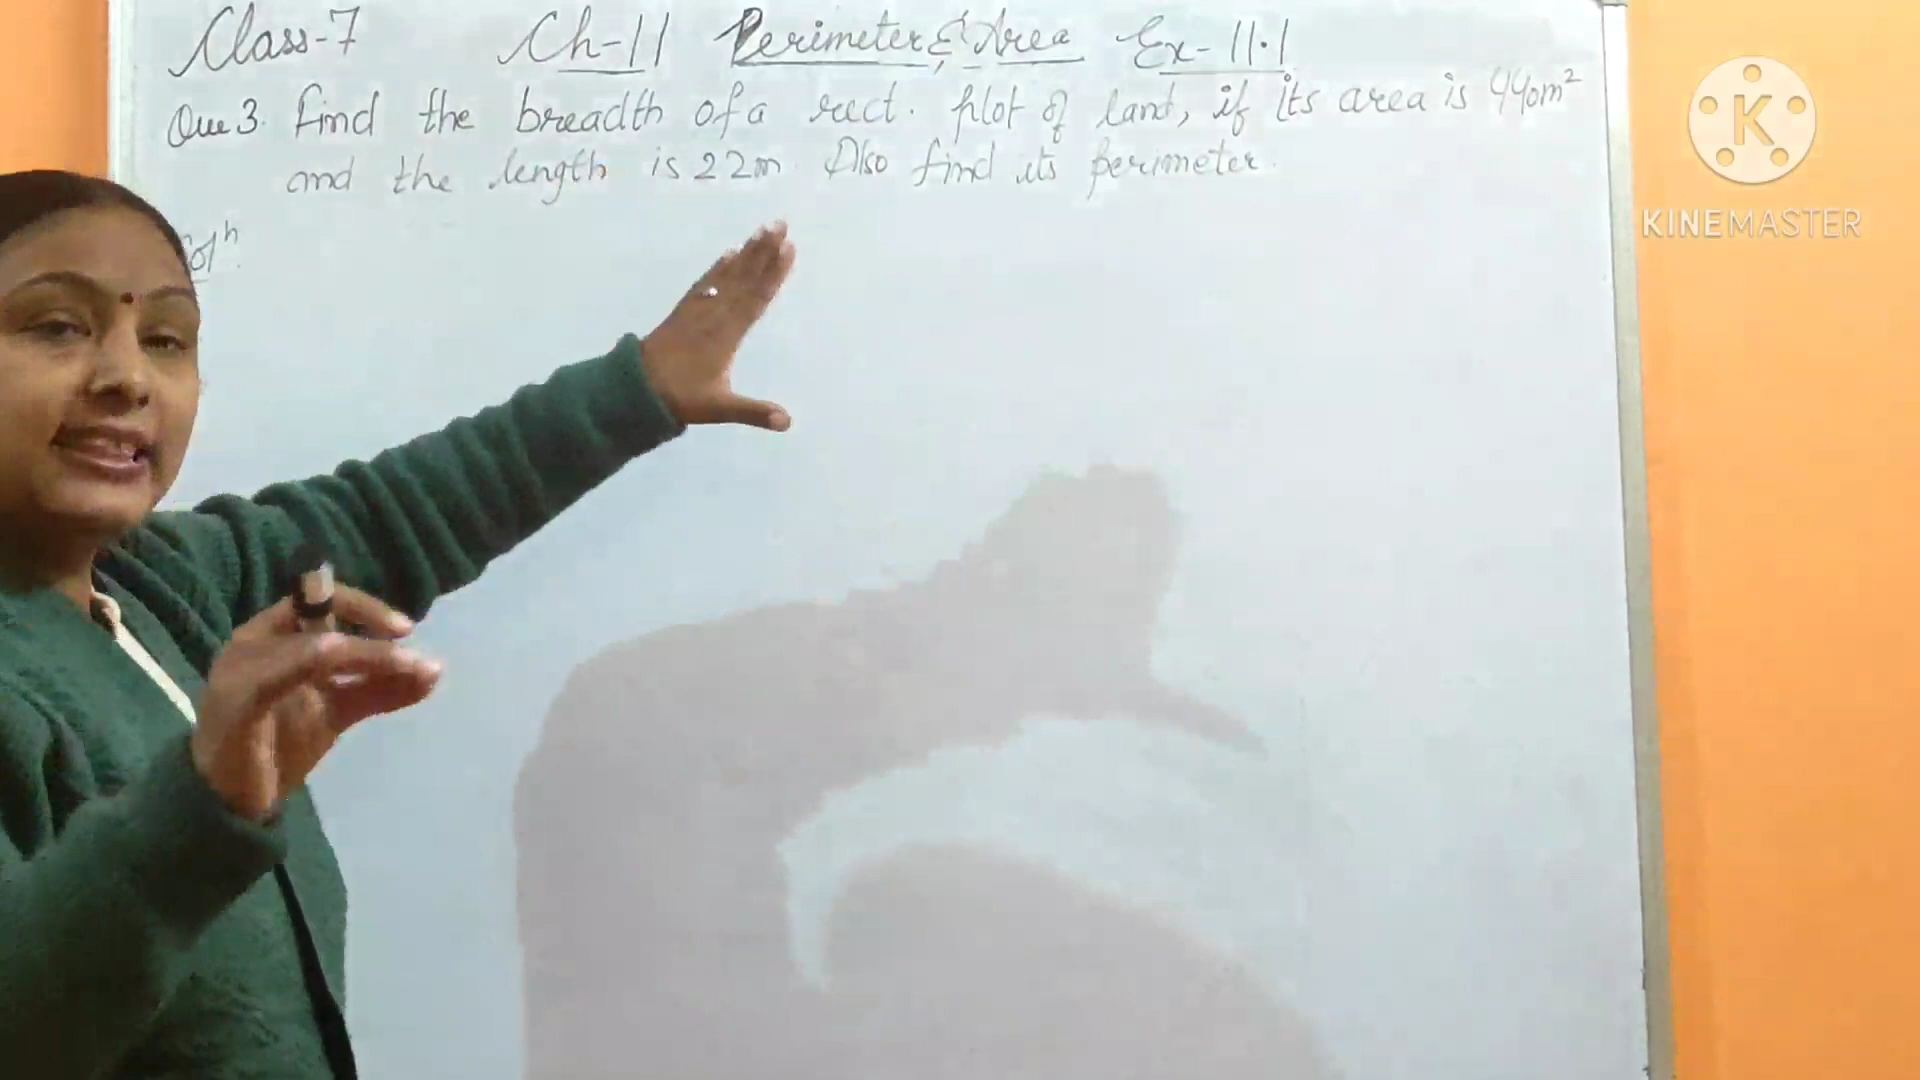 Class-7 Ch-11 Perimeter & Area Ex-11.1
Que 3. Find the breadth of a rect. plot of land, if its area is 440m²
and the length is 22m. Also find its perimeter.
Solⁿ.
K
KINEMASTER